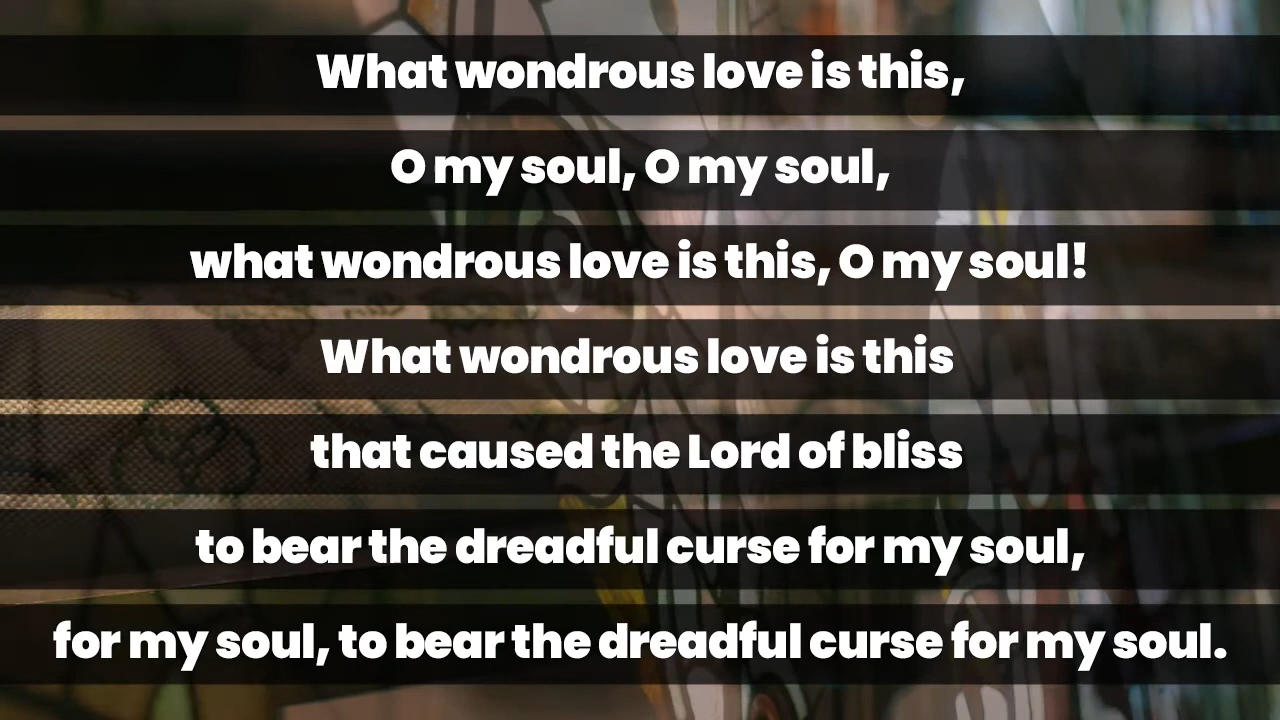 What wondrous love is this,
O my soul, O my soul,
what wondrous love is this, O my soul!
What wondrous love is this
that caused the Lord of bliss
to bear the dreadful curse for my soul,
for my soul, to bear the dreadful curse for my soul.